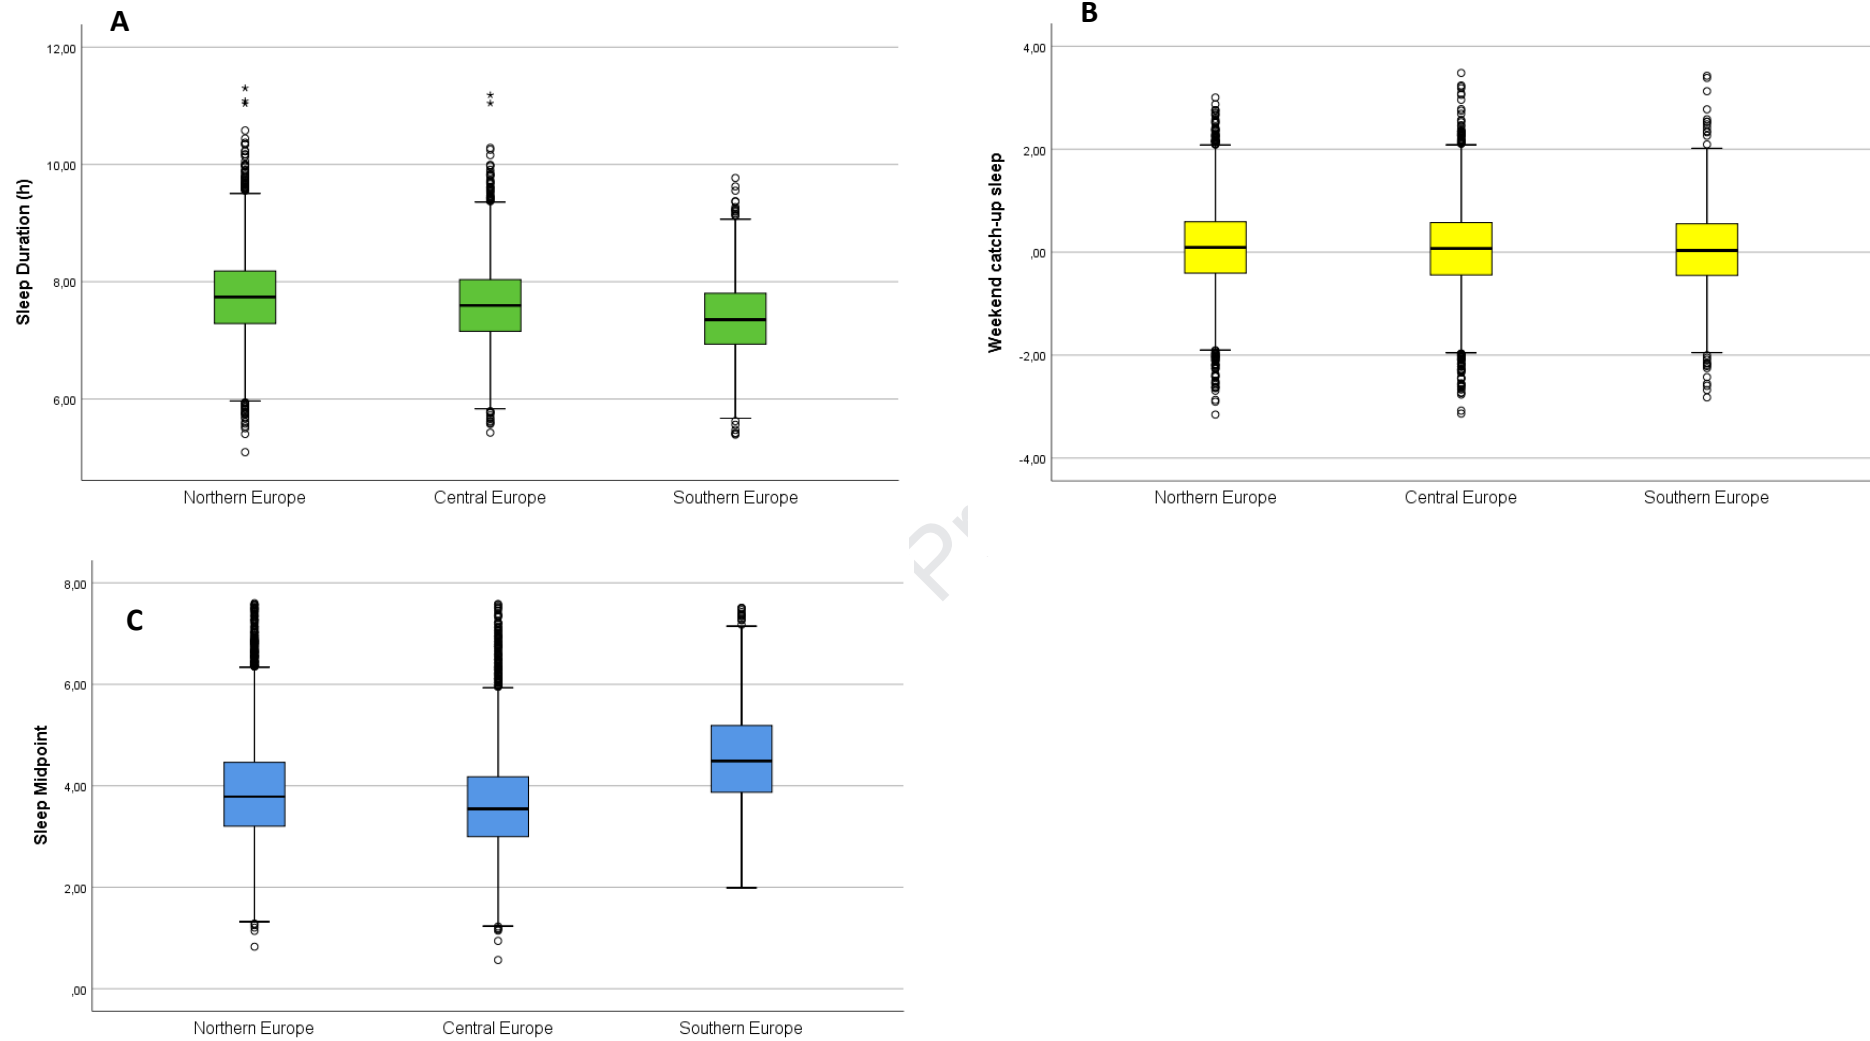 A
12,00
10,00
8,00
6,00
Sleep Duration (h)
Northern Europe Central Europe Southern Europe
B
4,00
2,00
,00
-2,00
-4,00
Weekend catch-up sleep
Northern Europe Central Europe Southern Europe
Pr
C
8,00
6,00
4,00
2,00
,00
Sleep Midpoint
Northern Europe Central Europe Southern Europe